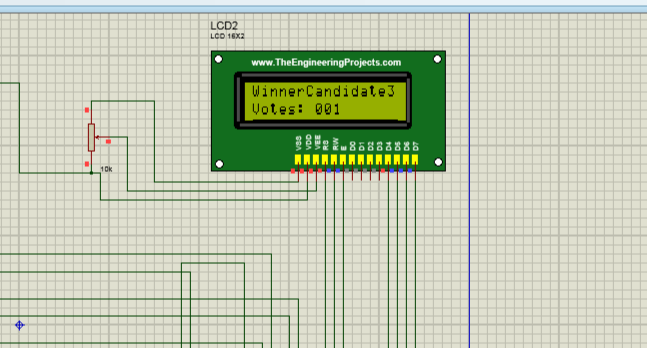 LCD2
LCD 16X2
www.TheEngineeringProjects.com
WinnerCandidate3
Votes: 001
VSS VDD VEE RS RW E D0 D1 D2 D3 D4 D5 D6 D7
10k